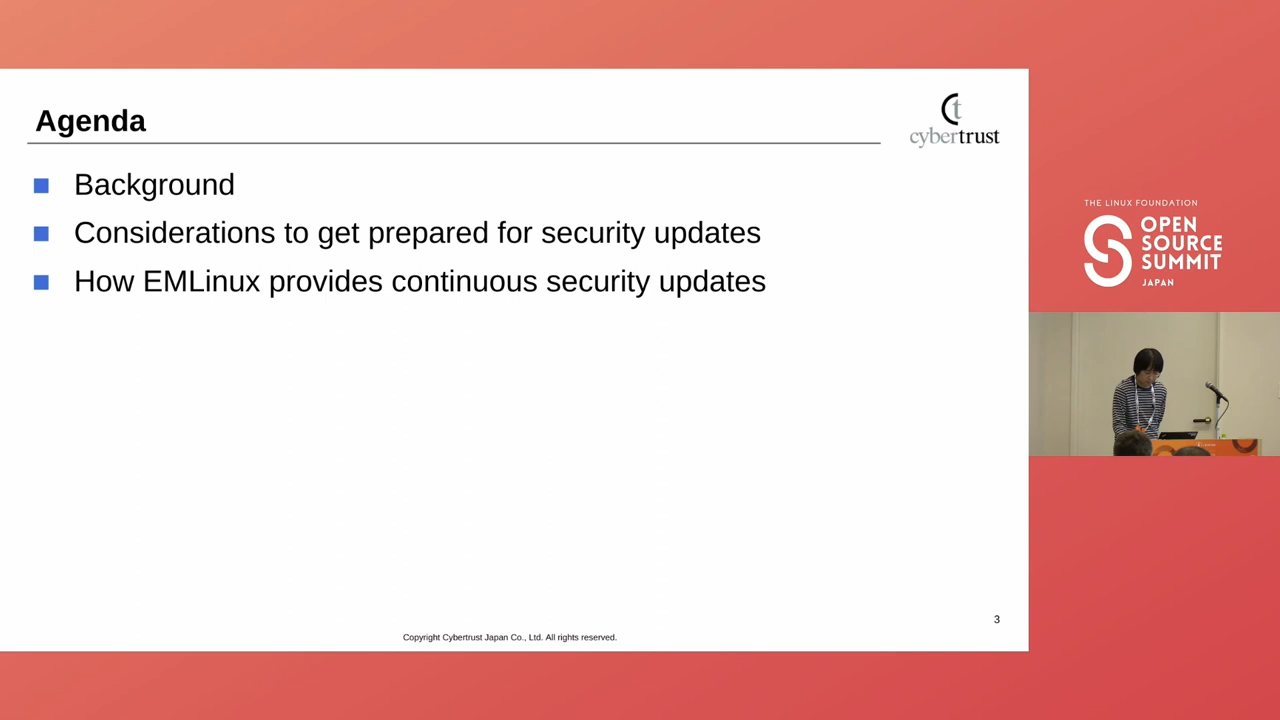 Agenda
cybertrust
Background
Considerations to get prepared for security updates
How EMLinux provides continuous security updates
3
Copyright Cybertrust Japan Co., Ltd. All rights reserved.
THE LINUX FOUNDATION
OPEN
SOURCE
SUMMIT
JAPAN